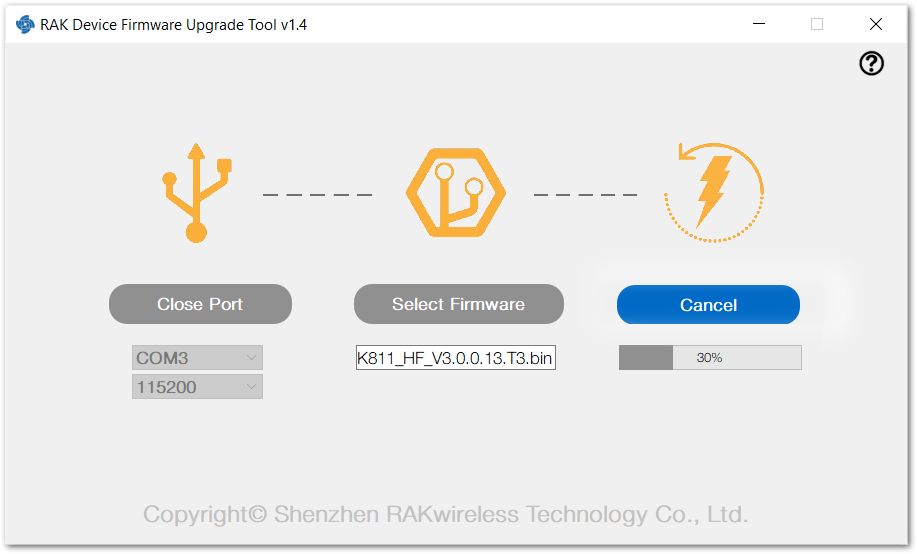 RAK Device Firmware Upgrade Tool v1.4
Close Port
Select Firmware
Cancel
COM3
K811_HF_V3.0.0.13.T3.bin
30%
115200
Copyright© Shenzhen RAKwireless Technology Co., Ltd.